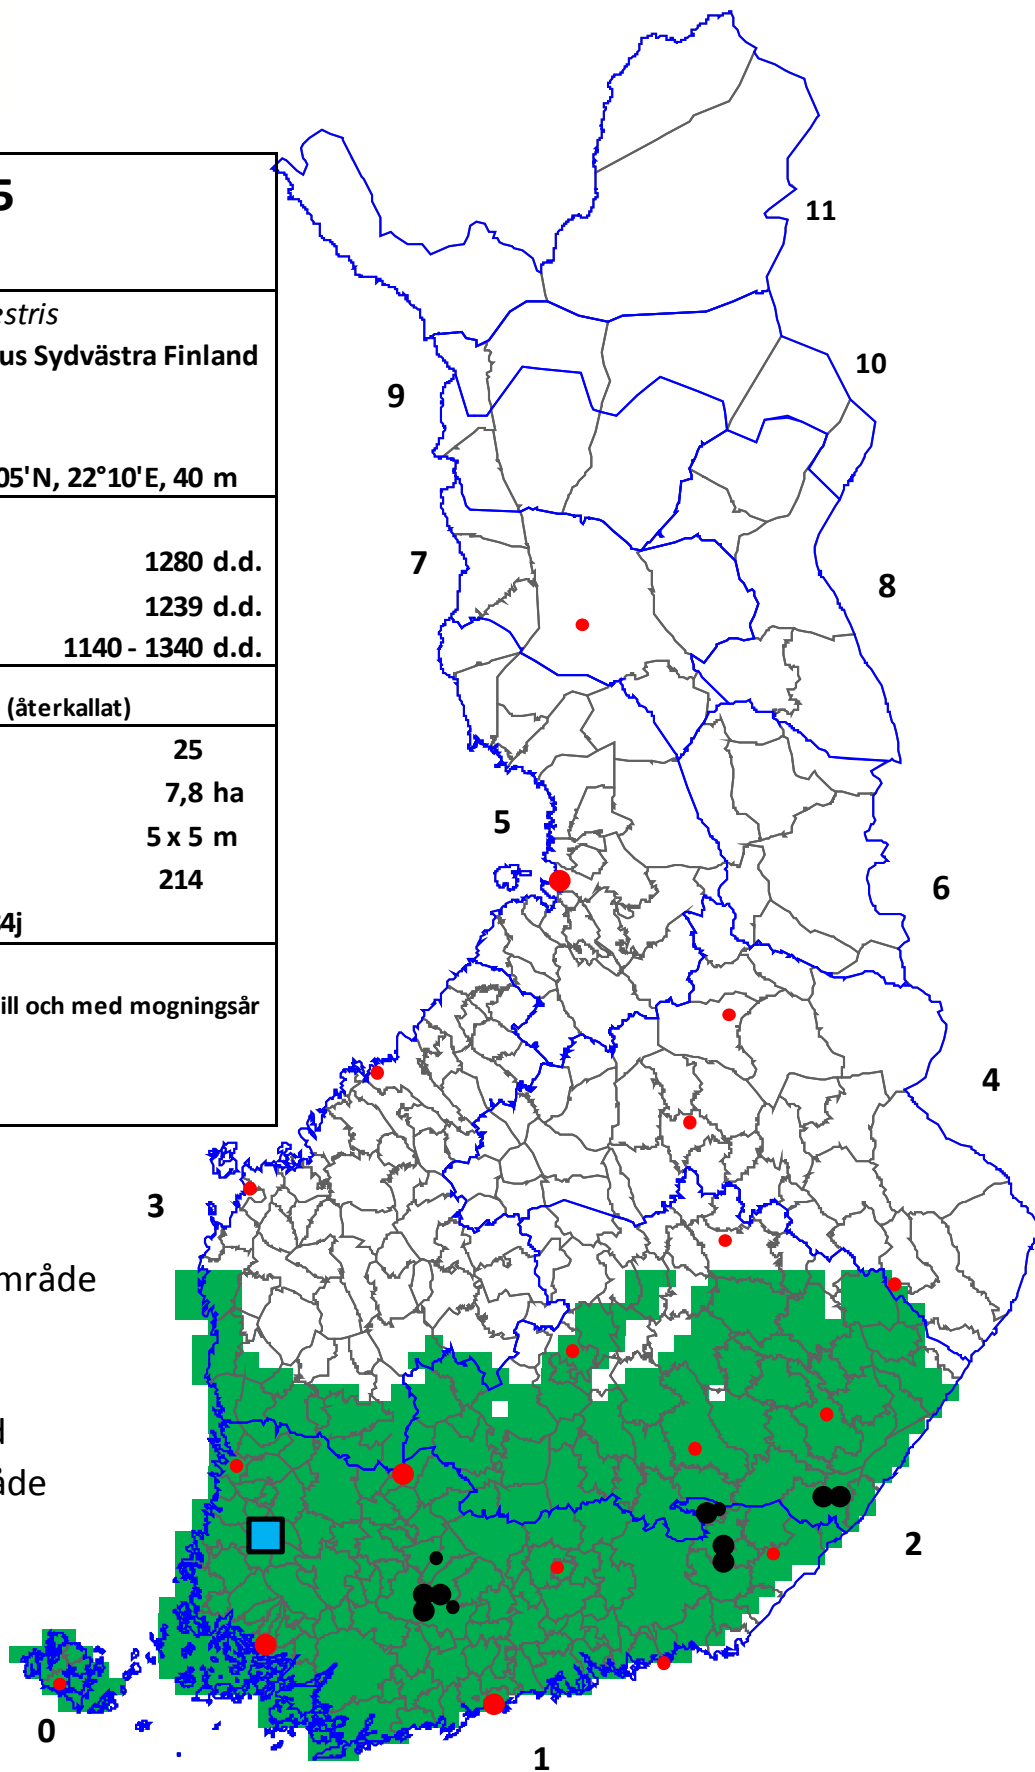 5
estris
us Sydvästra Finland
05'N, 22°10'E, 40 m
1280 d.d.
1239 d.d.
1140 - 1340 d.d.
(återkallat)
25
7,8 ha
5 x 5 m
214
4j
ill och med mogningsår
mråde
d
de
11
10
9
8
7
6
5
4
3
2
1
0